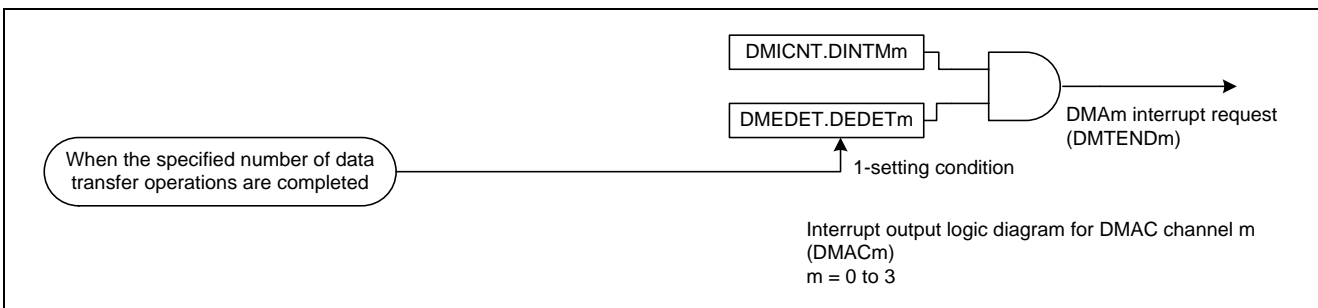 DMICNT.DINTMm
DMEDET.DEDETm
DMAm interrupt request
(DMTENDm)
When the specified number of data
transfer operations are completed
1-setting condition
Interrupt output logic diagram for DMAC channel m
(DMACm)
m = 0 to 3